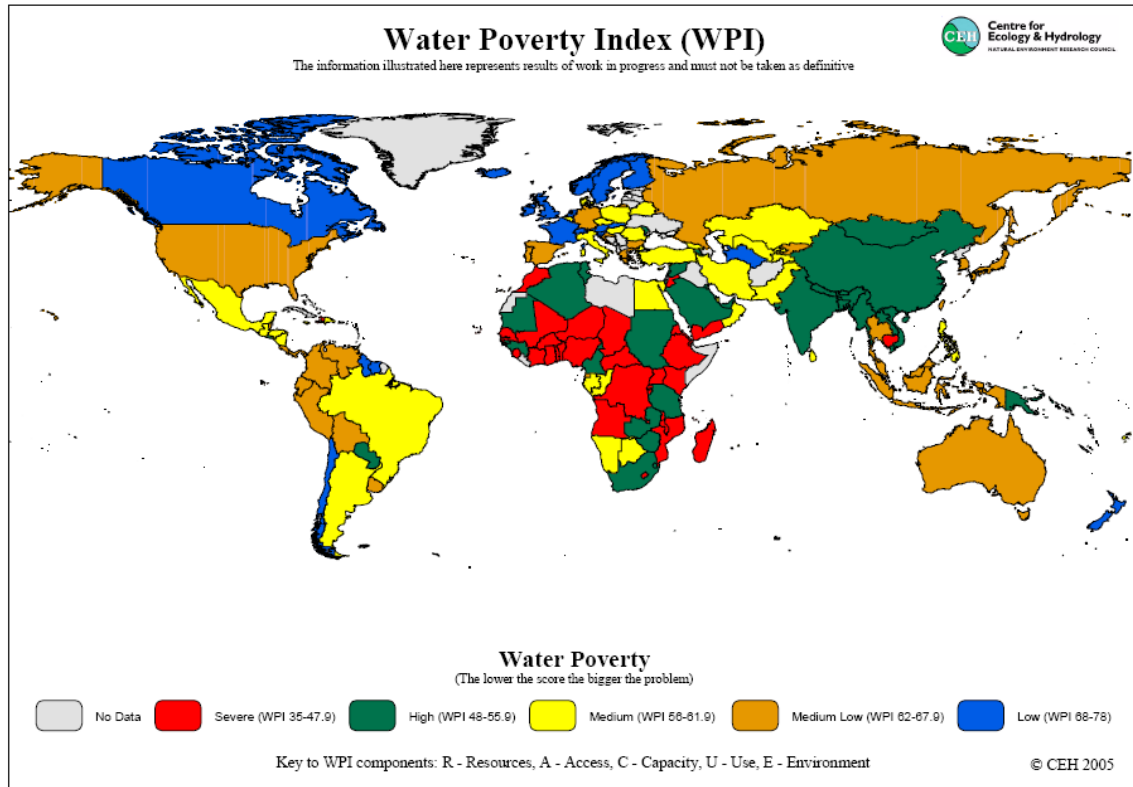 Water Poverty Index (WPI)
The information illustrated here represents results of work in progress and must not be taken as definitive
CEH
Centre for
Ecology & Hydrology
NATURAL ENVIRONMENT RESEARCH COUNCIL
Water Poverty
(The lower the score the bigger the problem)
No Data
Severe (WPI 35-47.9)
High (WPI 48-55.9)
Medium (WPI 56-61.9)
Medium Low (WPI 62-67.9)
Low (WPI 68-78)
Key to WPI components: R - Resources, A - Access, C - Capacity, U - Use, E - Environment
© CEH 2005